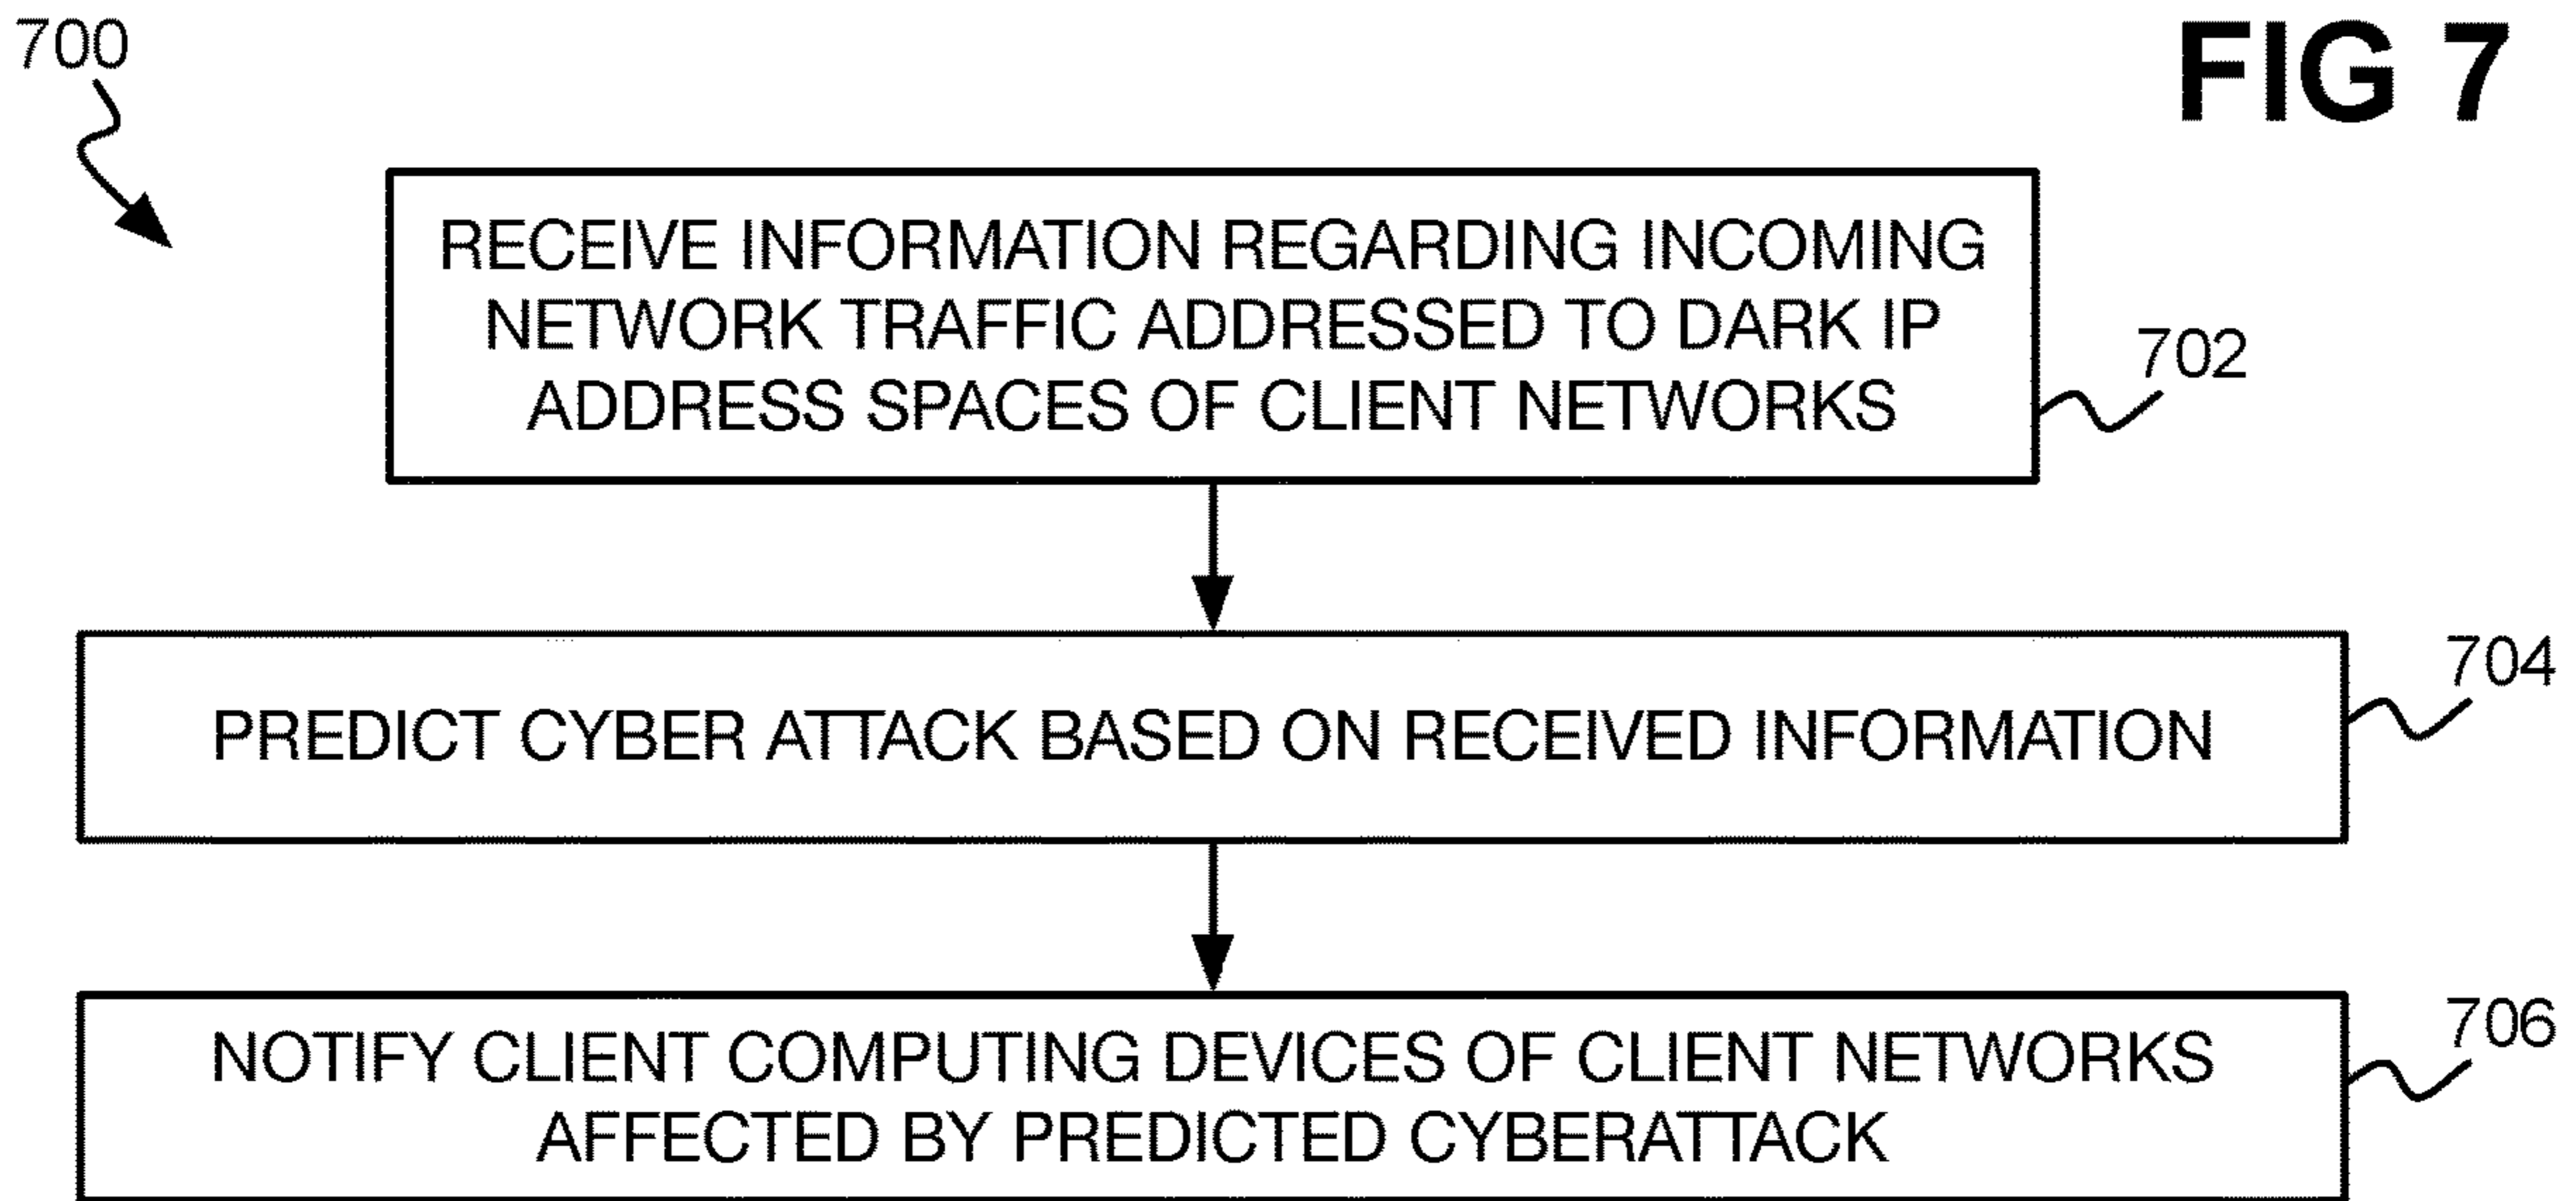 700
FIG 7
RECEIVE INFORMATION REGARDING INCOMING
NETWORK TRAFFIC ADDRESSED TO DARK IP
ADDRESS SPACES OF CLIENT NETWORKS
702
PREDICT CYBER ATTACK BASED ON RECEIVED INFORMATION
704
NOTIFY CLIENT COMPUTING DEVICES OF CLIENT NETWORKS
AFFECTED BY PREDICTED CYBERATTACK
706